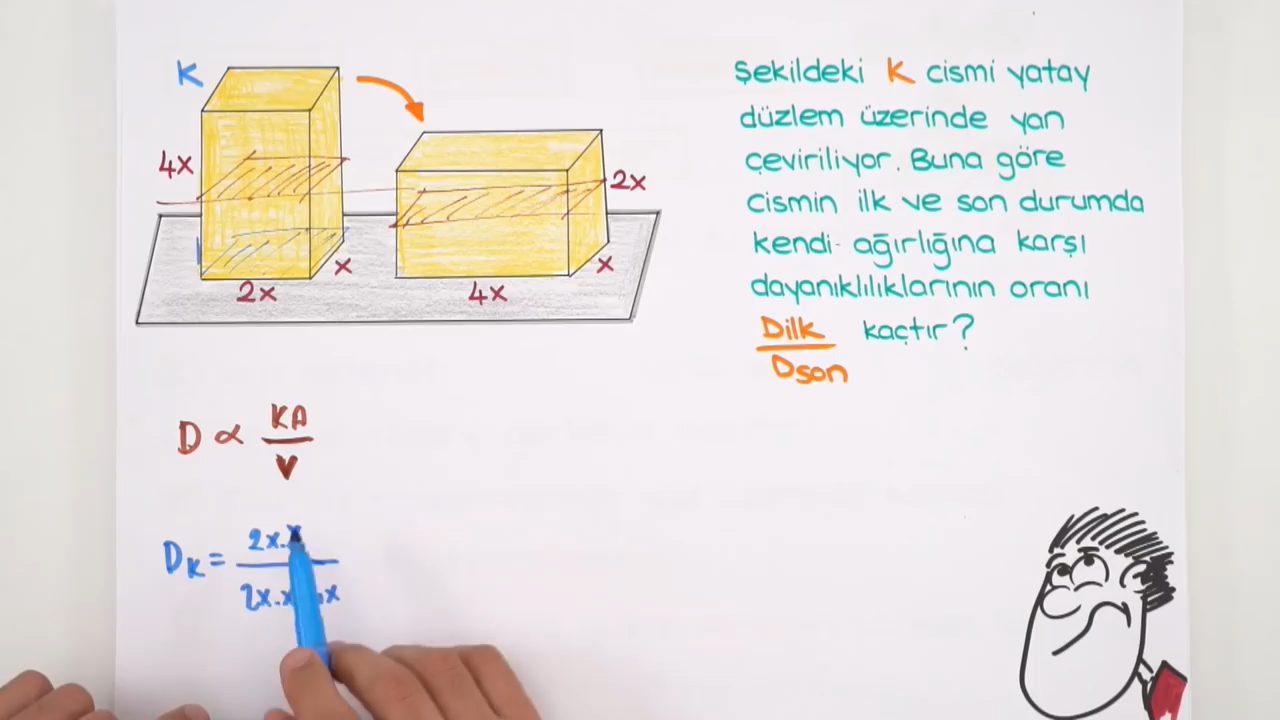 K
4x
2x
x
2x
4x
x
Şekildeki K cismi yatay
düzlem üzerinde yan
çeviriliyor. Buna göre
cismin ilk ve son durumda
kendi ağırlığına karşı
dayanıklılıklarının oranı
Dilk kaçtır?
Dson
D ∝ KA
V
DK = 2x.x
2x.x